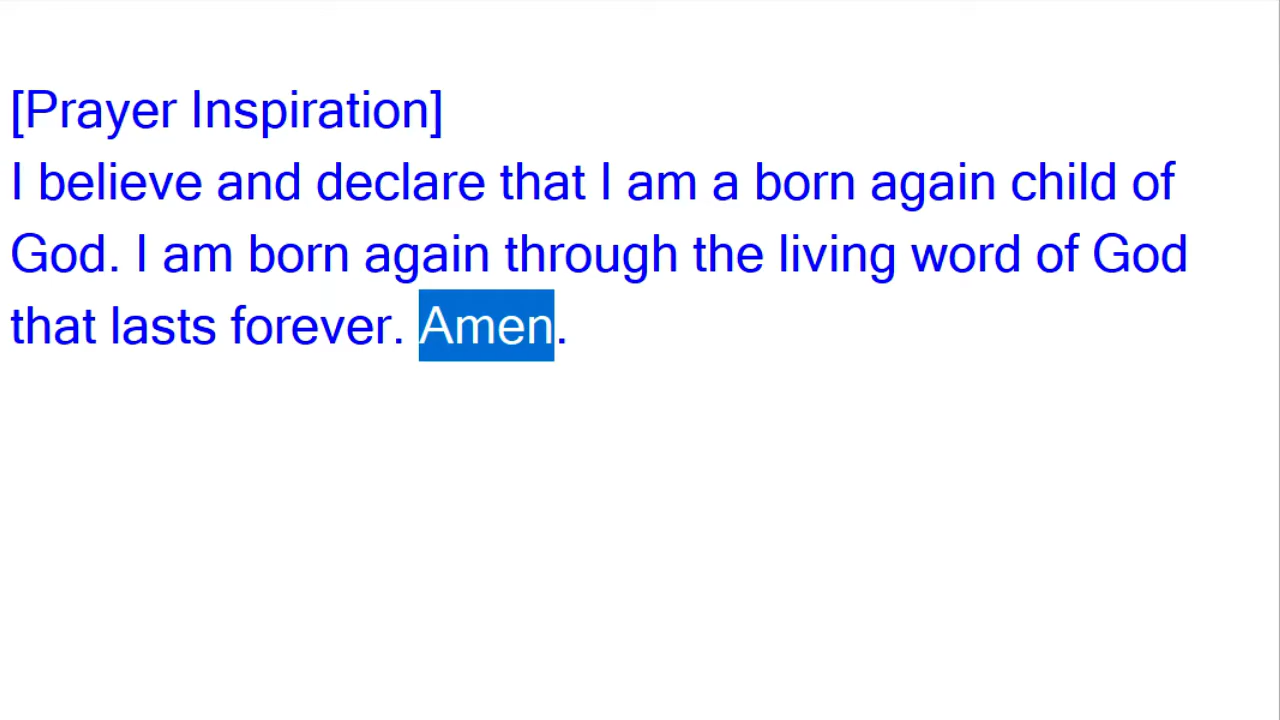 [Prayer Inspiration]
I believe and declare that I am a born again child of
God. I am born again through the living word of God
that lasts forever. Amen.